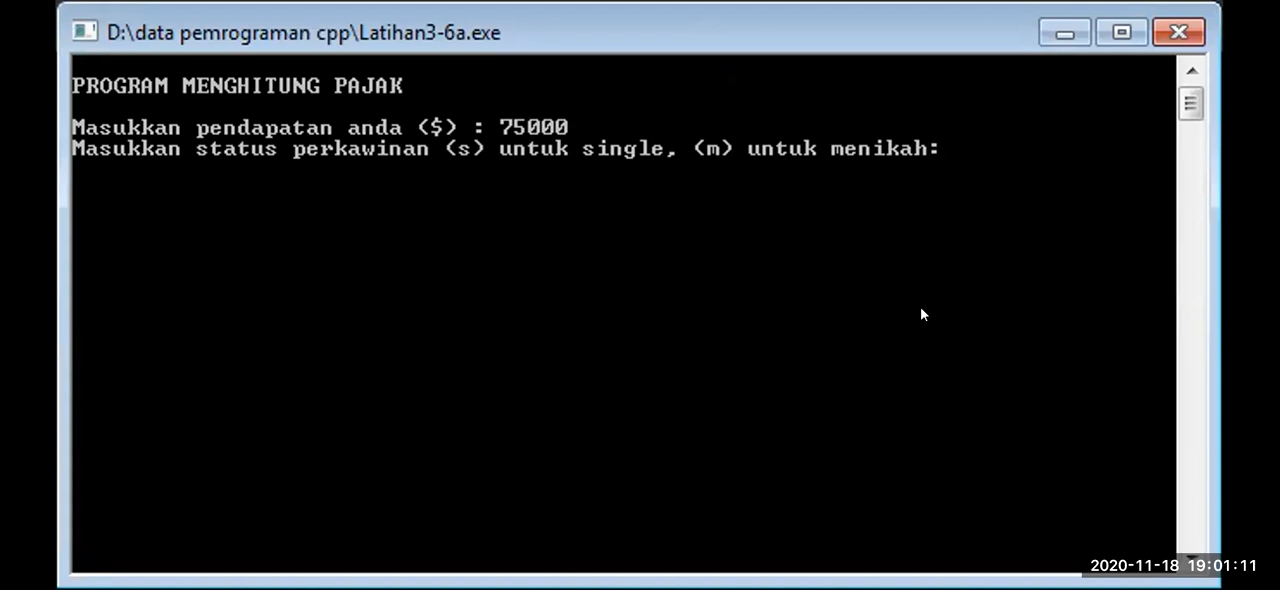 D:\data pemrograman cpp\Latihan3-6a.exe
PROGRAM MENGHITUNG PAJAK
Masukkan pendapatan anda ($) : 75000
Masukkan status perkawinan (s) untuk single, (m) untuk menikah:
2020-11-18 19:01:11